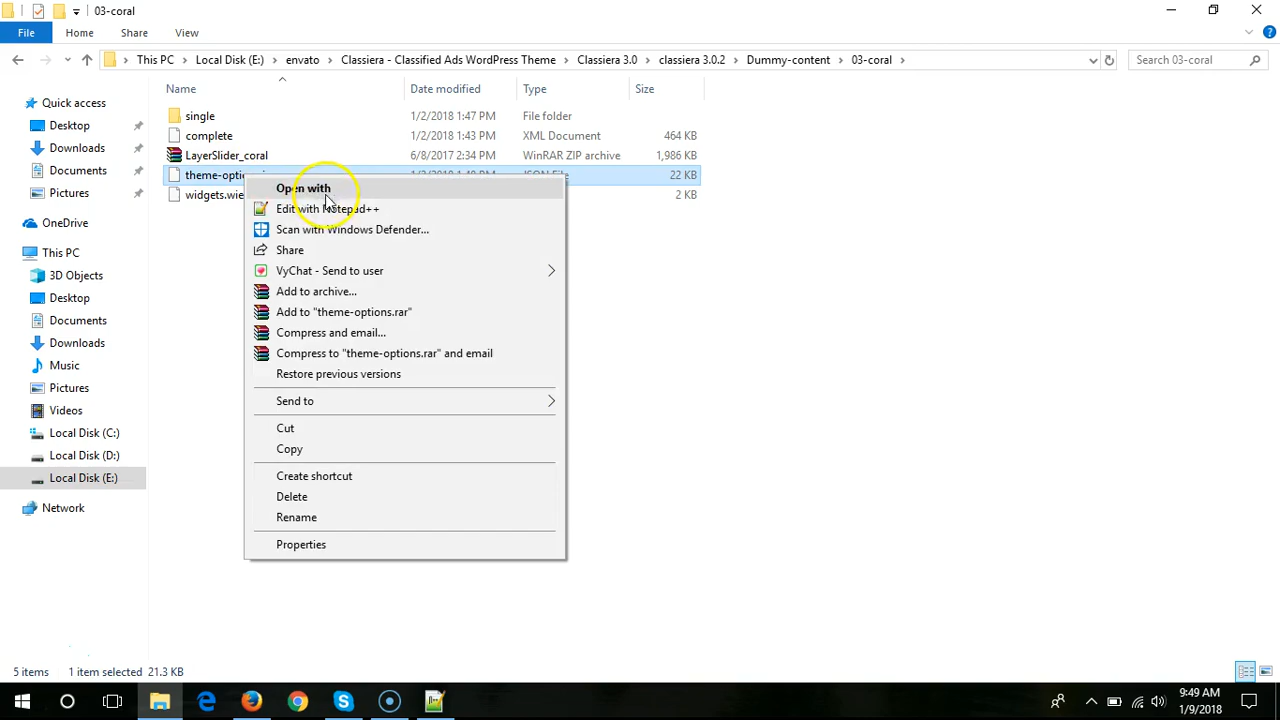 03-coral
File
Home
Share
View
This PC
Local Disk (E:)
envato
Classiera - Classified Ads WordPress Theme
Classiera 3.0
classiera 3.0.2
Dummy-content
03-coral
Search 03-coral
Name
Date modified
Type
Size
Quick access
Desktop
Downloads
Documents
Pictures
OneDrive
This PC
3D Objects
Desktop
Documents
Downloads
Music
Pictures
Videos
Local Disk (C:)
Local Disk (D:)
Local Disk (E:)
Network
single 1/2/2018 1:47 PM File folder
complete 1/2/2018 1:43 PM XML Document 464 KB
LayerSlider_coral 6/8/2017 2:34 PM WinRAR ZIP archive 1,986 KB
22 KB
widgets.wie 2 KB
Open with
Edit with Notepad++
Scan with Windows Defender...
Share
VyChat - Send to user
Add to archive...
Add to "theme-options.rar"
Compress and email...
Compress to "theme-options.rar" and email
Restore previous versions
Send to
Cut
Copy
Create shortcut
Delete
Rename
Properties
5 items 1 item selected 21.3 KB
9:49 AM
1/9/2018